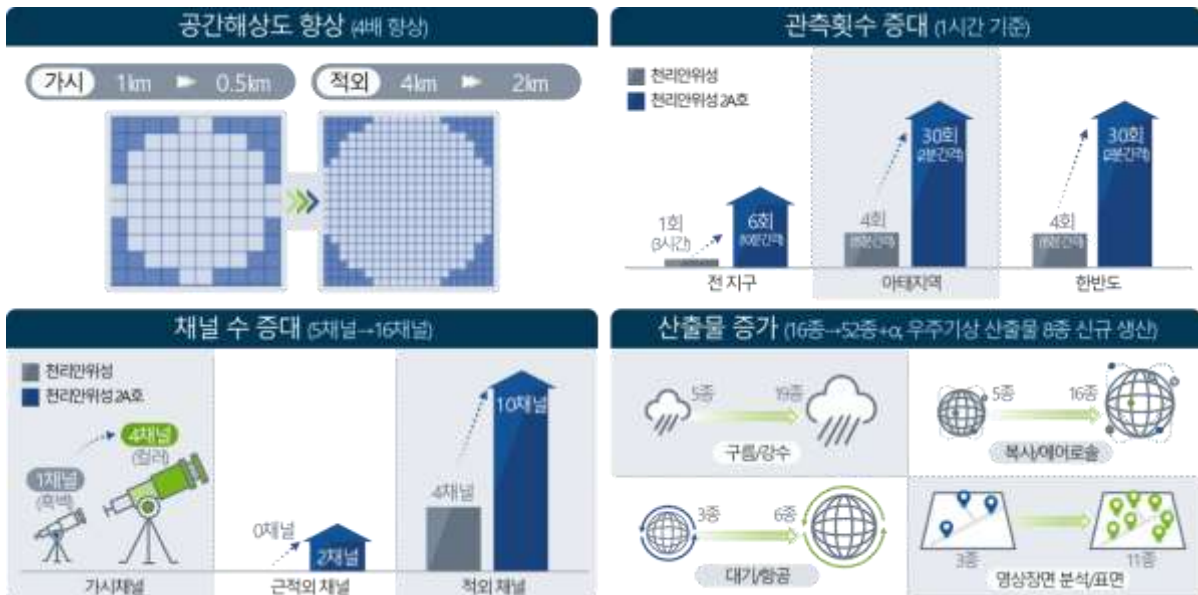 공간해상도 향상 (4배 향상)
가시 1km 0.5km
적외 4km 2km
관측횟수 증대 (1시간 기준)
천리안위성
천리안위성 2A호
1회
(3시간)
6회
(10분간격)
전 지구
4회
(15분간격)
30회
(2분간격)
아태지역
4회
(15분간격)
30회
(2분간격)
한반도
채널 수 증대 (5채널→16채널)
천리안위성
천리안위성 2A호
1채널
(흑백)
4채널
(컬러)
가시채널
0채널
2채널
근적외 채널
4채널
10채널
적외 채널
산출물 증가 (16종→52종+α, 우주기상 산출물 8종 신규 생산)
5종 19종
구름/강수
5종 16종
복사/에어로솔
3종 6종
대기/항공
3종 11종
영상장면 분석/표면